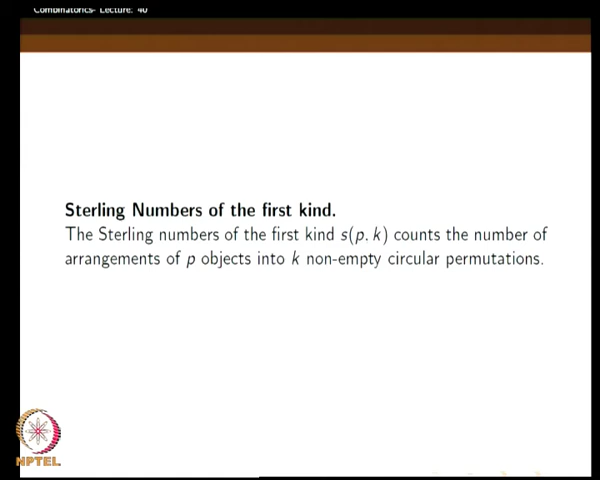 Combinatorics- Lecture: 40
Sterling Numbers of the first kind.
The Sterling numbers of the first kind s(p.k) counts the number of
arrangements of p objects into k non-empty circular permutations.
NPTEL